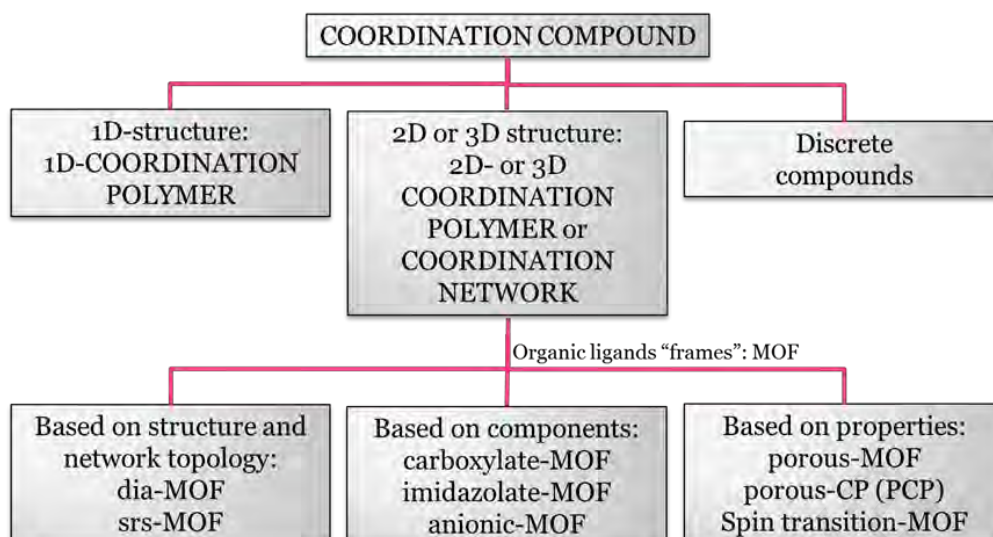 COORDINATION COMPOUND
1D-structure:
1D-COORDINATION
POLYMER
2D or 3D structure:
2D- or 3D
COORDINATION
POLYMER or
COORDINATION
NETWORK
Discrete
compounds
Organic ligands “frames”: MOF
Based on structure and
network topology:
dia-MOF
srs-MOF
Based on components:
carboxylate-MOF
imidazolate-MOF
anionic-MOF
Based on properties:
porous-MOF
porous-CP (PCP)
Spin transition-MOF